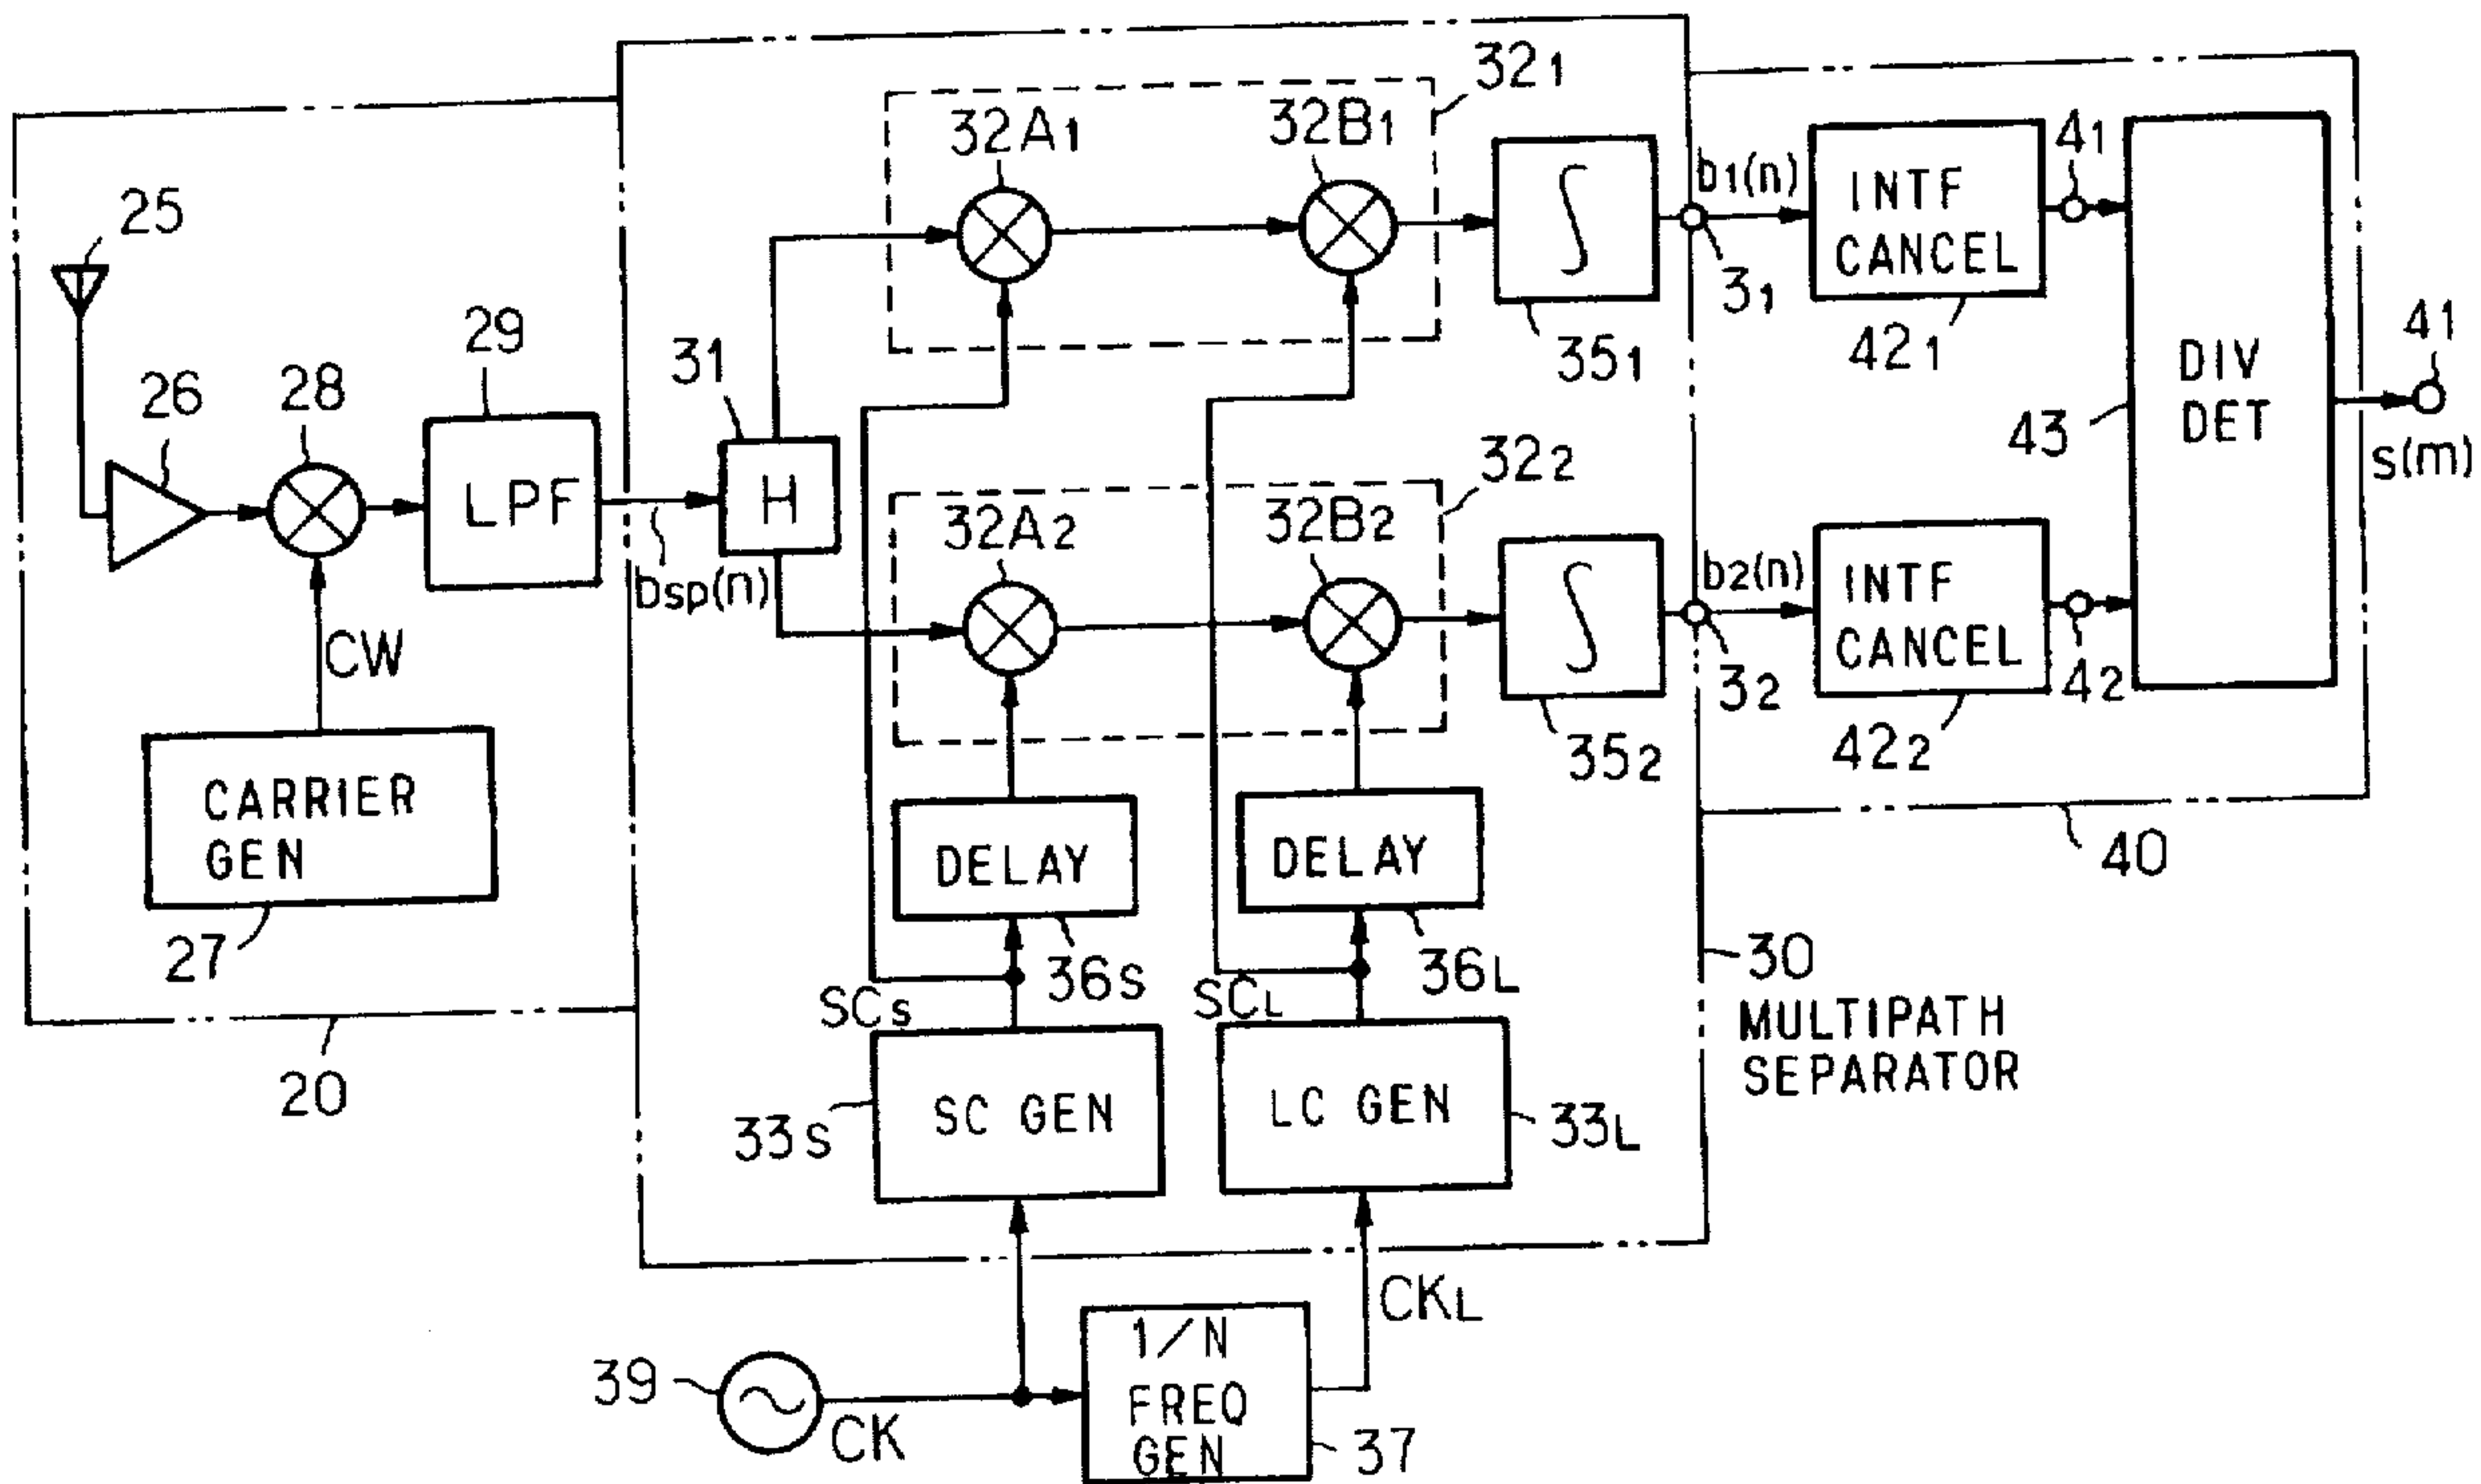 25
26
28
29
LPF
CW
CARRIER
GEN
27
20
bsp(n)
31
H
32₁
32A₁
32B₁
∫
35₁
b₁(n)
3₁
INTF
CANCEL
42₁
4₁
32₂
32A₂
32B₂
∫
35₂
b₂(n)
3₂
INTF
CANCEL
42₂
42
DIV
DET
43
41
s(m)
40
DELAY
36S
SCS
DELAY
36L
SCL
SC GEN
33S
LC GEN
33L
30
MULTIPATH
SEPARATOR
39
CK
1/N
FREQ
GEN
37
CKL